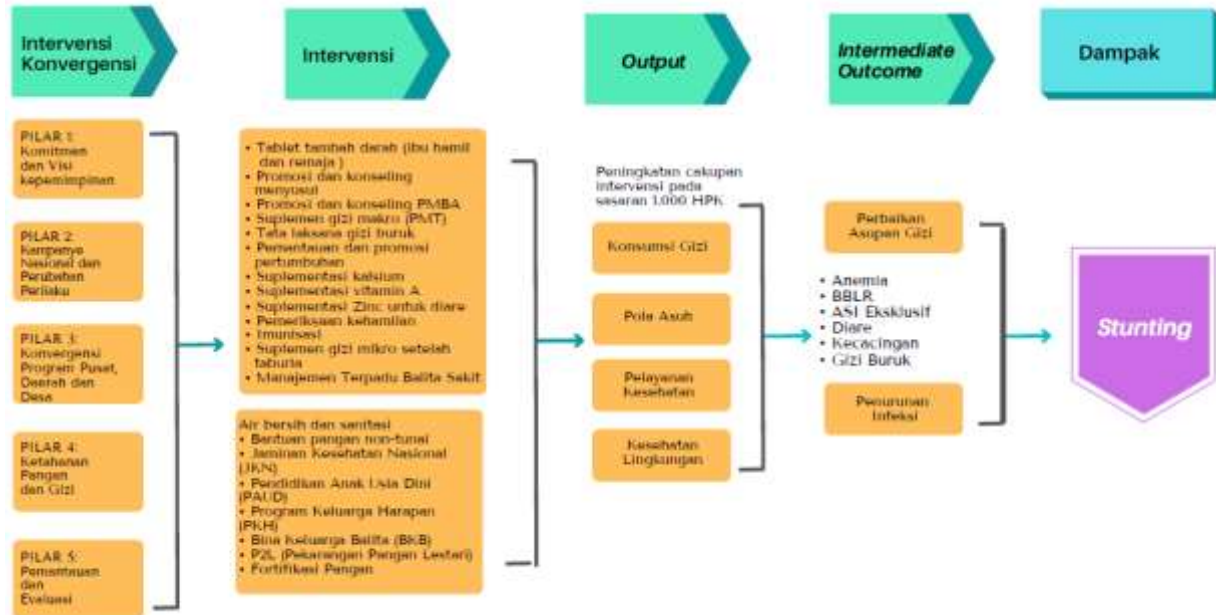 Intervensi
Konvergensi
Intervensi
Output
Intermediate
Outcome
Dampak
PILAR 1:
Komitmen
dan Visi
kepemimpinan
PILAR 2:
Kampanye
Nasional dan
Perubatan
Perilaku
PILAR 3:
Konvergensi
Program Pusat,
Daerah dan
Desa
PILAR 4:
Ketahanan
Pangan
dan Gizi
PILAR 5:
Pemantauan
dan
Evaluasi
• Tablet tambah darah (ibu hamil
dan remaja )
• Promosi dan konseling
menyusui
• Promosi dan konseling PMBA
• Suplemen gizi makro (PMT)
• Tata laksana gizi buruk
• Pemantauan dan promosi
pertumbuhan
• Suplementasi kalsium
• Suplementasi vitamin A
• Suplementasi Zinc untuk diare
• Pemeriksaan kehamilan
• Imunisasi
• Suplemen gizi mikro setelah
taburia
• Manajemen Terpadu Balita Sakit
Air bersih dan sanitasi
• Bantuan pangan non-tunai
• Jaminan Kesehatan Nasional
(JKN)
• Pendidikan Anak Usia Dini
(PAUD)
• Program Keluarga Harapan
(PKH)
• Bina Keluarga Balita (BKB)
• P2L (Pekarangan Pangan Lestari)
• Fortifikasi Pangan
Peningkatan cakupan
intervensi pada
sasaran 1.000 HPK
Konsumsi Gizi
Pola Asuh
Pelayanan
Kesehatan
Kesehatan
Lingkungan
Perbaikan
Asupan Gizi
• Anemia
• BBLR
• ASI Eksklusif
• Diare
• Kecacingan
• Gizi Buruk
Penurunan
Infeksi
Stunting